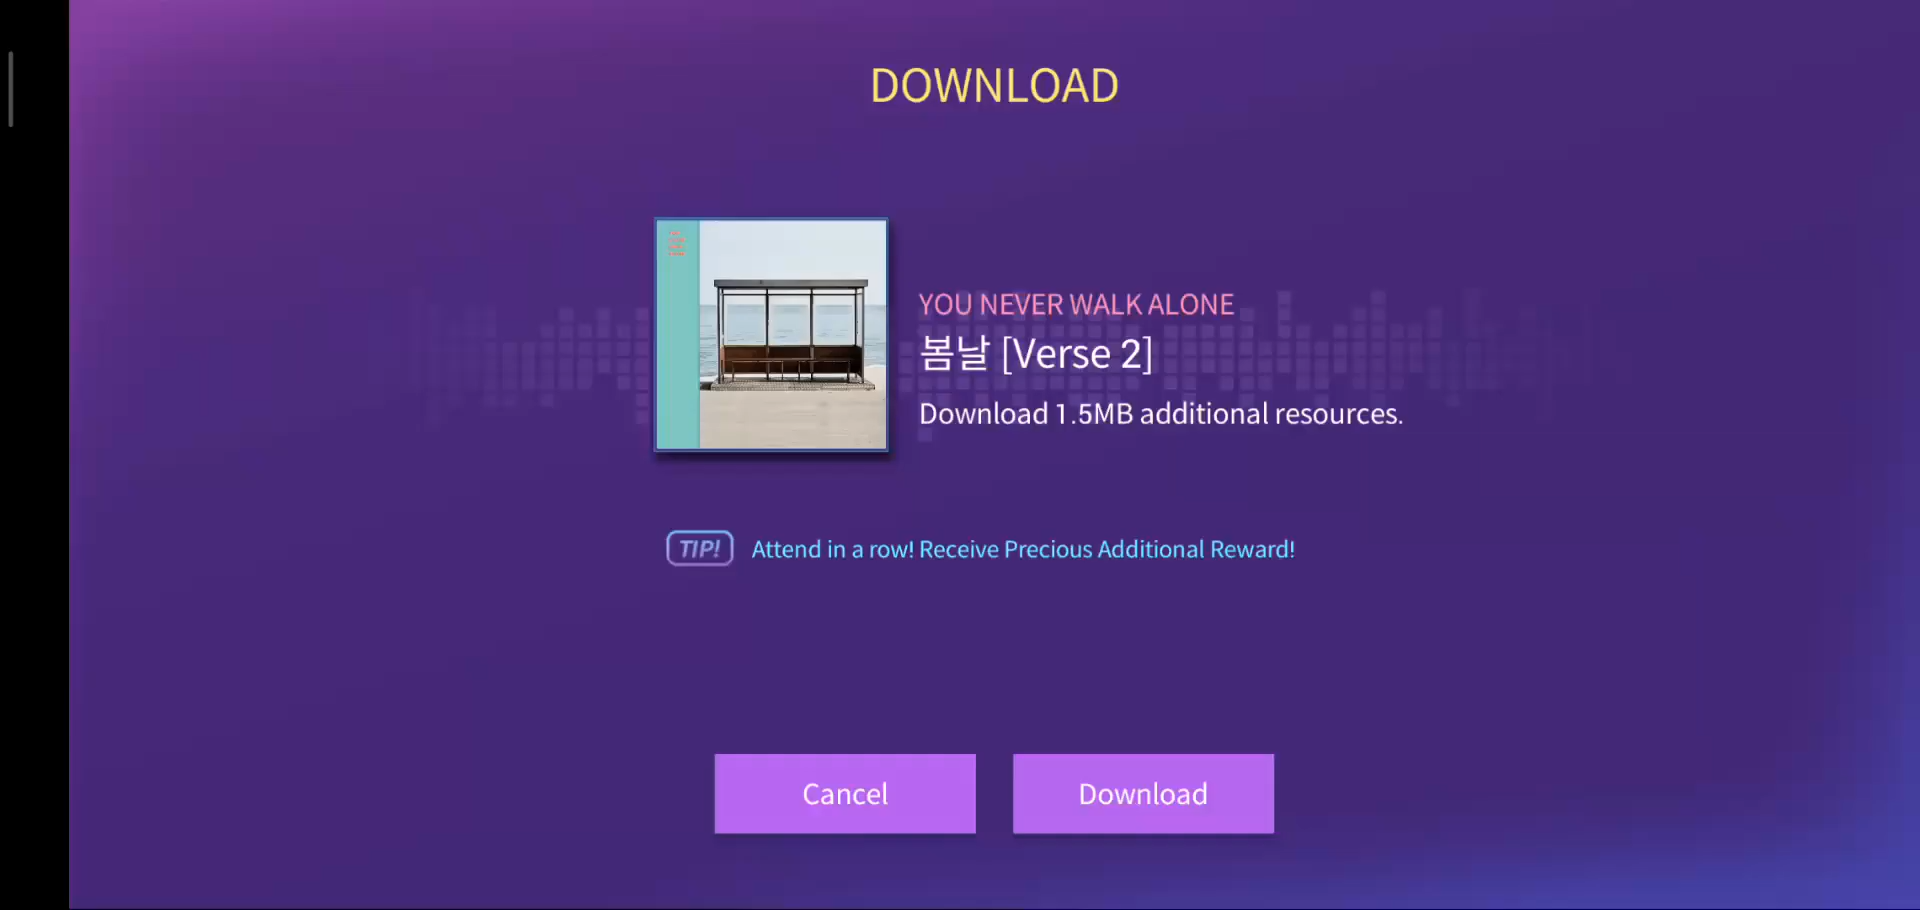 DOWNLOAD
YOU NEVER WALK ALONE
봄날 [Verse 2]
Download 1.5MB additional resources.
TIP! Attend in a row! Receive Precious Additional Reward!
Cancel
Download